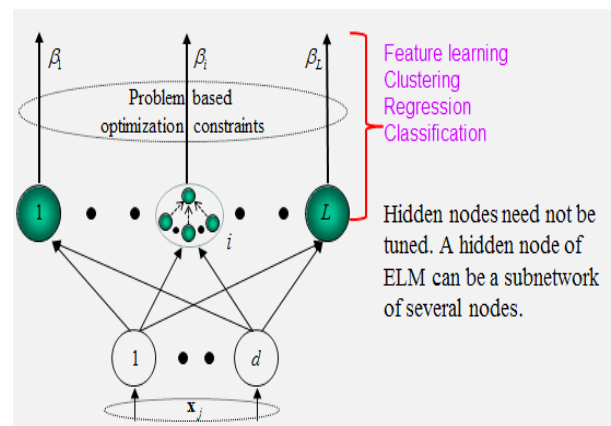 β1
βi
βL
Problem based
optimization constraints
Feature learning
Clustering
Regression
Classification
1
i
L
Hidden nodes need not be
tuned. A hidden node of
ELM can be a subnetwork
of several nodes.
1
d
xj